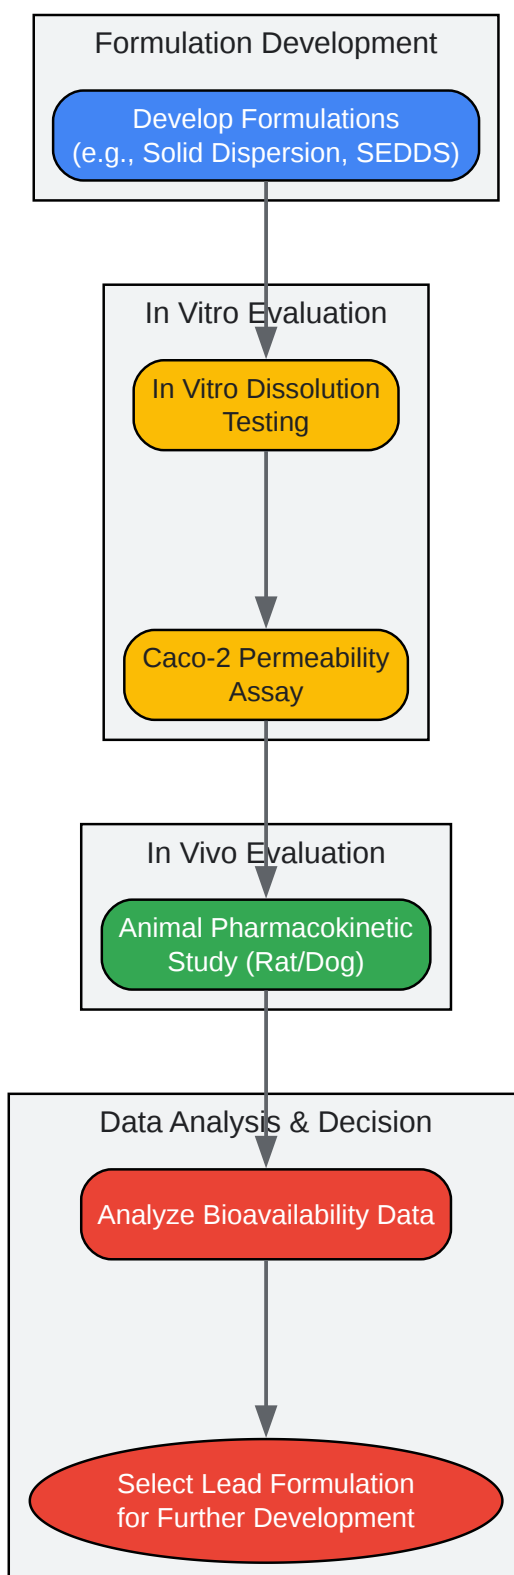 Formulation Development
Develop Formulations
(e.g., Solid Dispersion, SEDDS)
In Vitro Evaluation
In Vitro Dissolution
Testing
Caco-2 Permeability
Assay
In Vivo Evaluation
Animal Pharmacokinetic
Study (Rat/Dog)
Data Analysis & Decision
Analyze Bioavailability Data
Select Lead Formulation
for Further Development